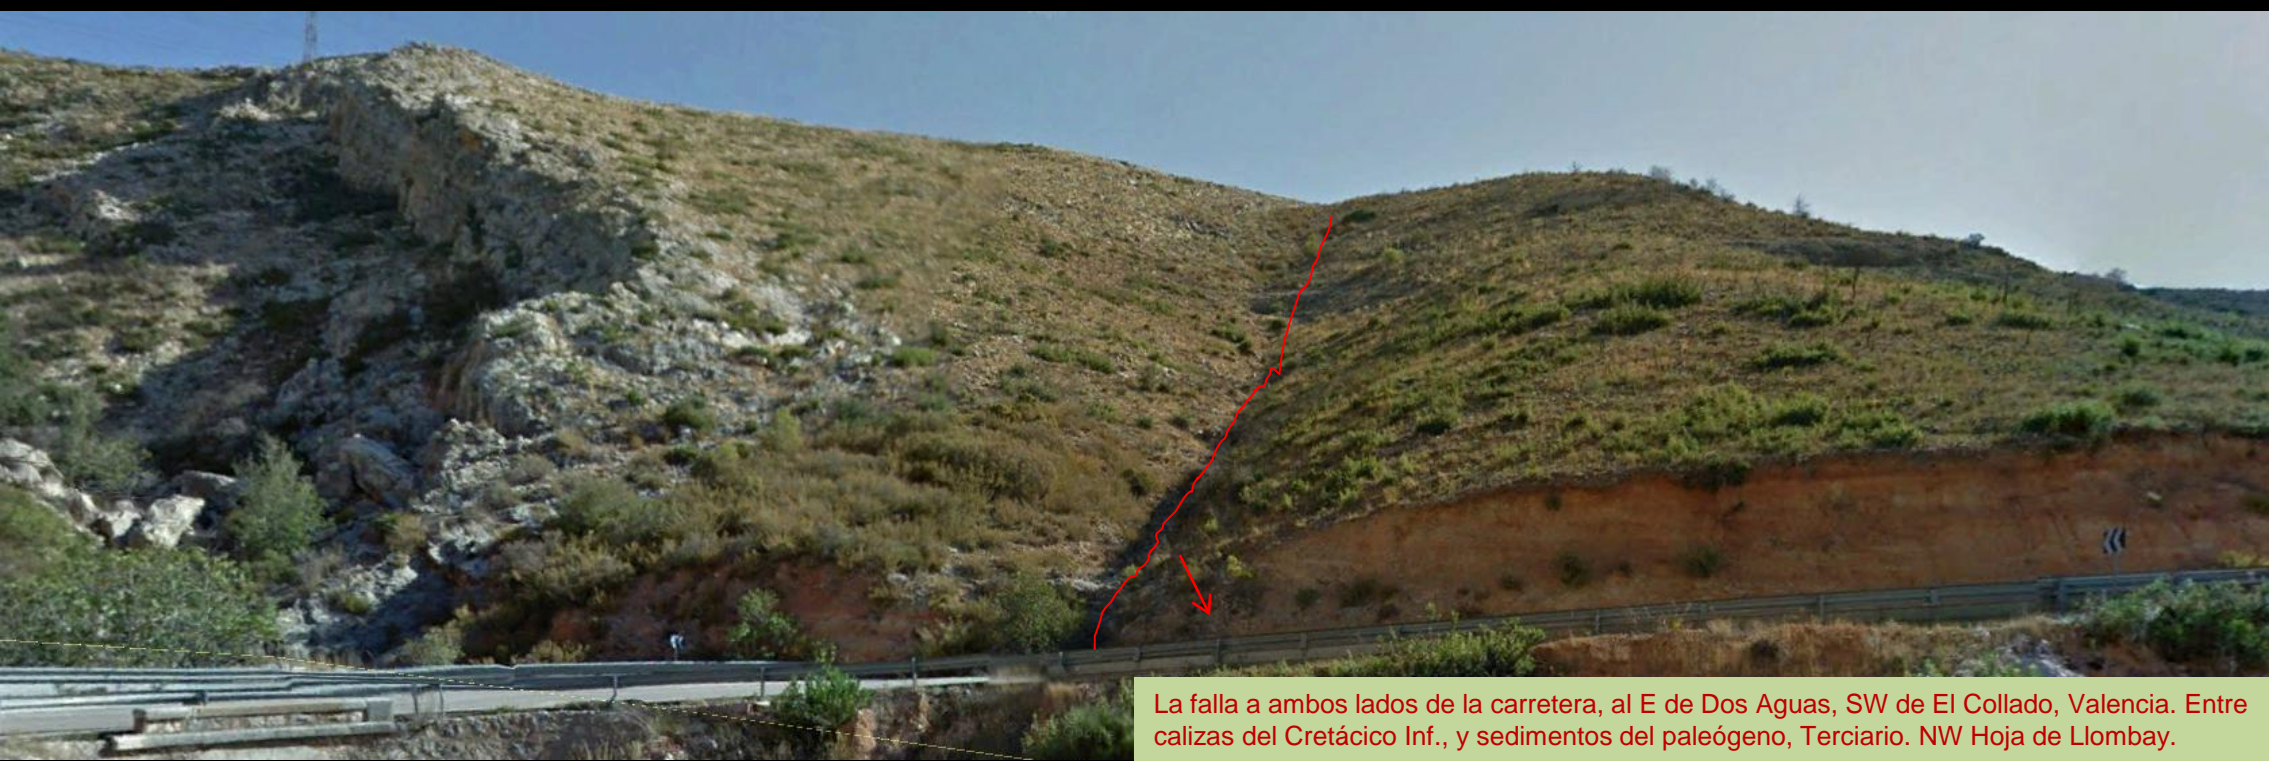 La falla a ambos lados de la carretera, al E de Dos Aguas, SW de El Collado, Valencia. Entre
calizas del Cretácico Inf., y sedimentos del paleógeno, Terciario. NW Hoja de Llombay.